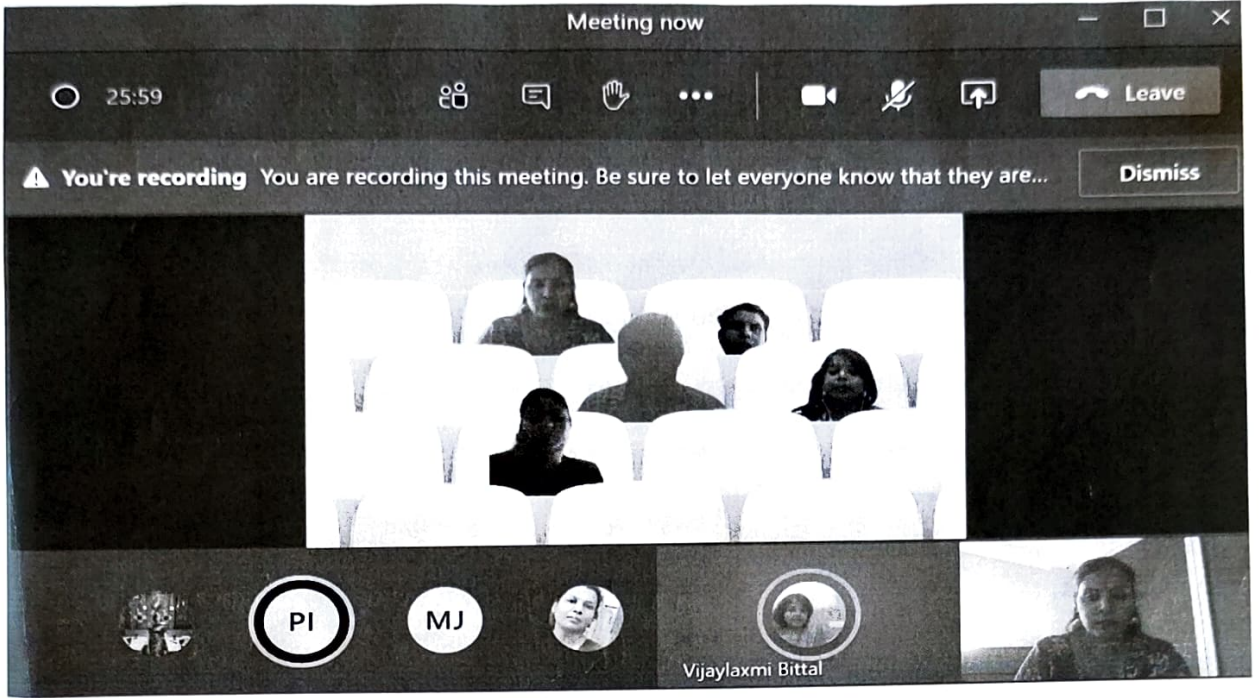 Meeting now
25:59
Leave
You're recording You are recording this meeting. Be sure to let everyone know that they are...
Dismiss
PI
MJ
Vijaylaxmi Bittal